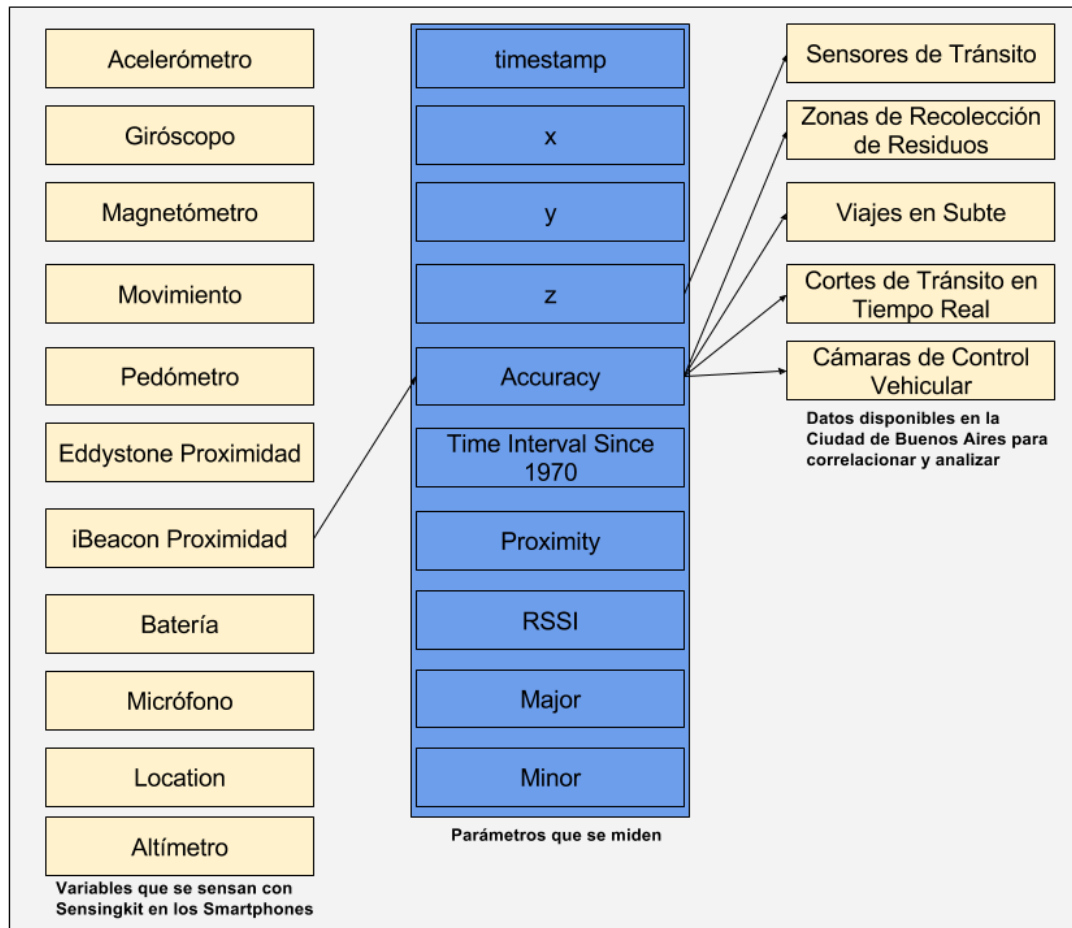 Acelerómetro
Giróscopo
Magnetómetro
Movimiento
Pedómetro
Eddystone Proximidad
iBeacon Proximidad
Batería
Micrófono
Location
Altímetro
Variables que se sensan con
Sensingkit en los Smartphones
timestamp
x
y
z
Accuracy
Time Interval Since
1970
Proximity
RSSI
Major
Minor
Parámetros que se miden
Sensores de Tránsito
Zonas de Recolección
de Residuos
Viajes en Subte
Cortes de Tránsito en
Tiempo Real
Cámaras de Control
Vehicular
Datos disponibles en la
Ciudad de Buenos Aires para
correlacionar y analizar